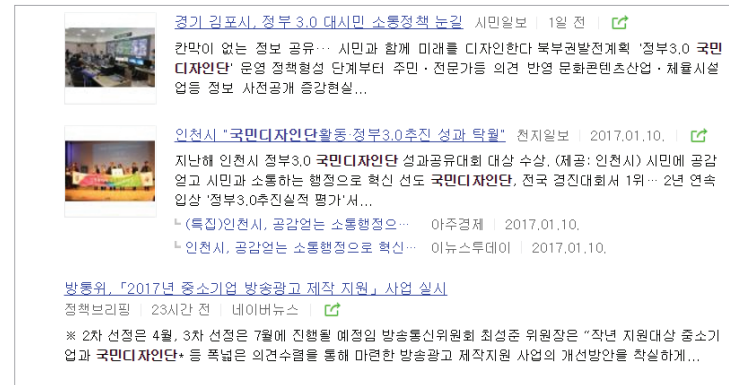 경기 김포시, 정부 3.0 대시민 소통정책 눈길 시민일보 1일 전
칸막이 없는 정보 공유… 시민과 함께 미래를 디자인한다 북부권발전계획 '정부3.0 국민
디자인단' 운영 정책형성 단계부터 주민·전문가등 의견 반영 문화콘텐츠산업·체율시설
업등 정보 사전공개 증강현실...
인천시 "국민디자인단활동·정부3.0추진 성과 탁월" 천지일보 2017.01.10.
지난해 인천시 정부3.0 국민디자인단 성과공유대회 대상 수상. (제공: 인천시) 시민에 공감
얻고 시민과 소통하는 행정으로 혁신 선도 국민디자인단, 전국 경진대회서 1위… 2년 연속
입상 '정부3.0추진실적 평가'서...
(특집)인천시, 공감얻는 소통행정으… 아주경제 2017.01.10.
인천시, 공감얻는 소통행정으로 혁신… 이뉴스투데이 2017.01.10.
방통위, 「2017년 중소기업 방송광고 제작 지원」 사업 실시
정책브리핑 23시간 전 네이버뉴스
※ 2차 선정은 4월, 3차 선정은 7월에 진행될 예정임 방송통신위원회 최성준 위원장은 "작년 지원대상 중소기
업과 국민디자인단* 등 폭넓은 의견수렴을 통해 마련한 방송광고 제작지원 사업의 개선방안을 착실하게...